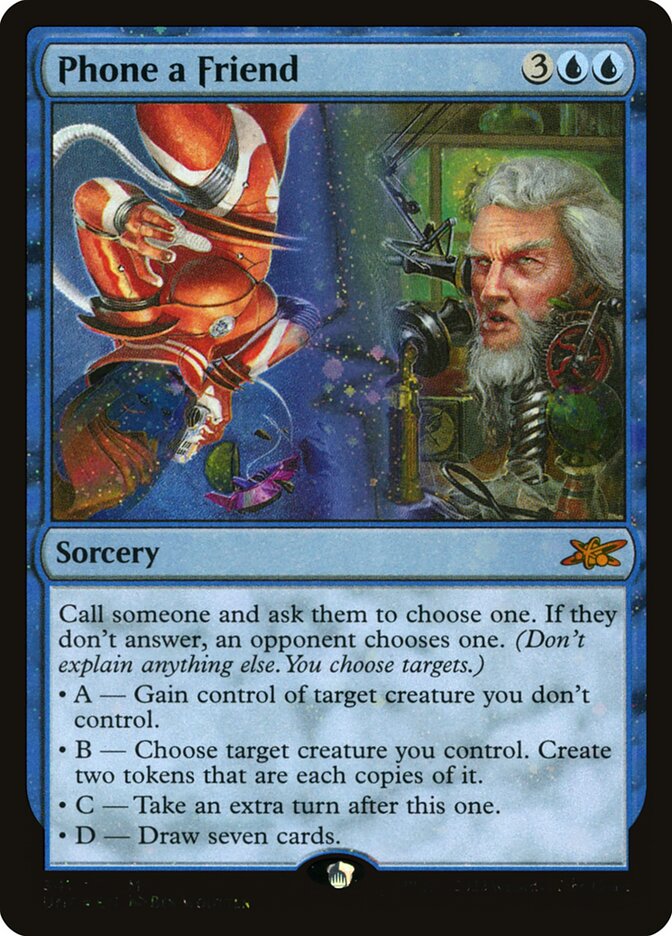 Phone a Friend 3
Sorcery
Call someone and ask them to choose one. If they
don't answer, an opponent chooses one. (Don't
explain anything else. You choose targets.)
• A — Gain control of target creature you don't
control.
• B — Choose target creature you control. Create
two tokens that are each copies of it.
• C — Take an extra turn after this one.
• D — Draw seven cards.